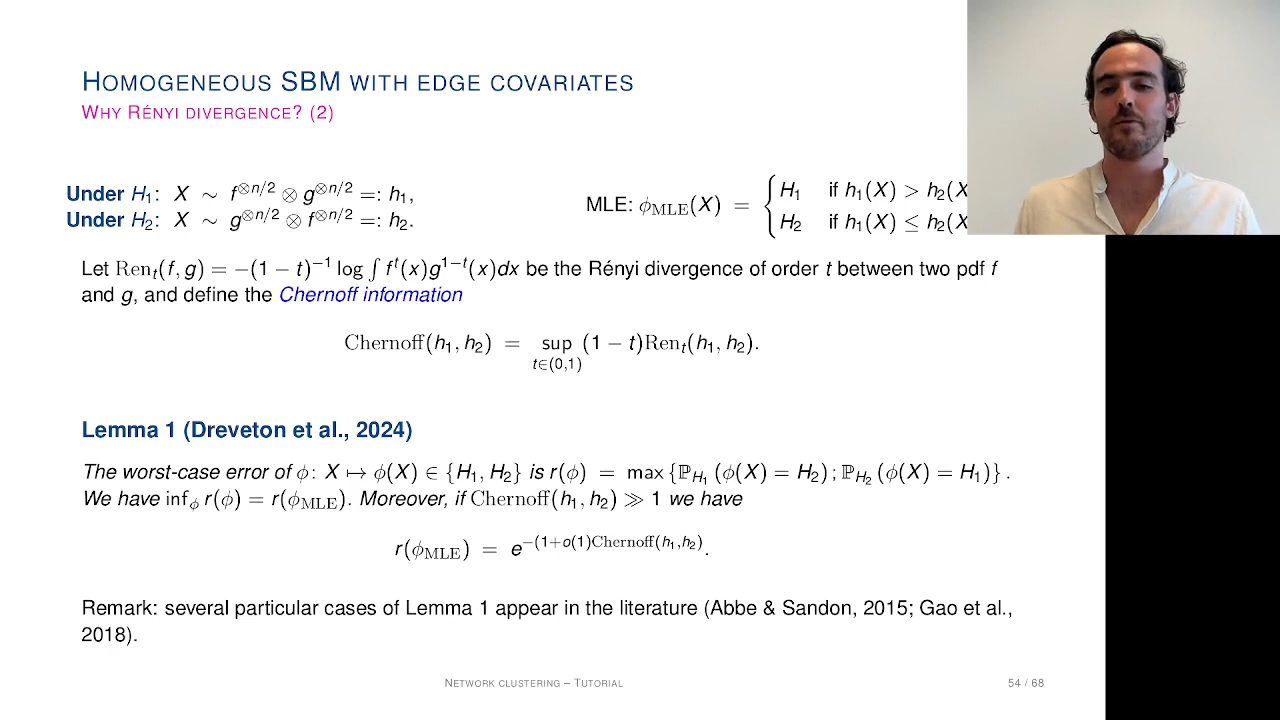 HOMOGENEOUS SBM WITH EDGE COVARIATES
WHY RÉNYI DIVERGENCE? (2)
Under H₁: X ∼ f^{⊗n/2} ⊗ g^{⊗n/2} =: h₁,
Under H₂: X ∼ g^{⊗n/2} ⊗ f^{⊗n/2} =: h₂.
MLE: ϕ_MLE(X) = { H₁ if h₁(X) > h₂(X
H₂ if h₁(X) ≤ h₂(X
Let Ren_t(f, g) = −(1 − t)^{−1} log ∫ f^t(x)g^{1−t}(x)dx be the Rényi divergence of order t between two pdf f
and g, and define the Chernoff information
Chernoff(h₁, h₂) = sup_{t∈(0,1)} (1 − t)Ren_t(h₁, h₂).
Lemma 1 (Dreveton et al., 2024)
The worst-case error of ϕ: X ↦ ϕ(X) ∈ {H₁, H₂} is r(ϕ) = max {ℙ_{H₁} (ϕ(X) = H₂) ; ℙ_{H₂} (ϕ(X) = H₁)} .
We have inf_ϕ r(ϕ) = r(ϕ_MLE). Moreover, if Chernoff(h₁, h₂) ≫ 1 we have
r(ϕ_MLE) = e^{−(1+o(1)Chernoff(h₁,h₂)}.
Remark: several particular cases of Lemma 1 appear in the literature (Abbe & Sandon, 2015; Gao et al.,
2018).
NETWORK CLUSTERING – TUTORIAL
54 / 68